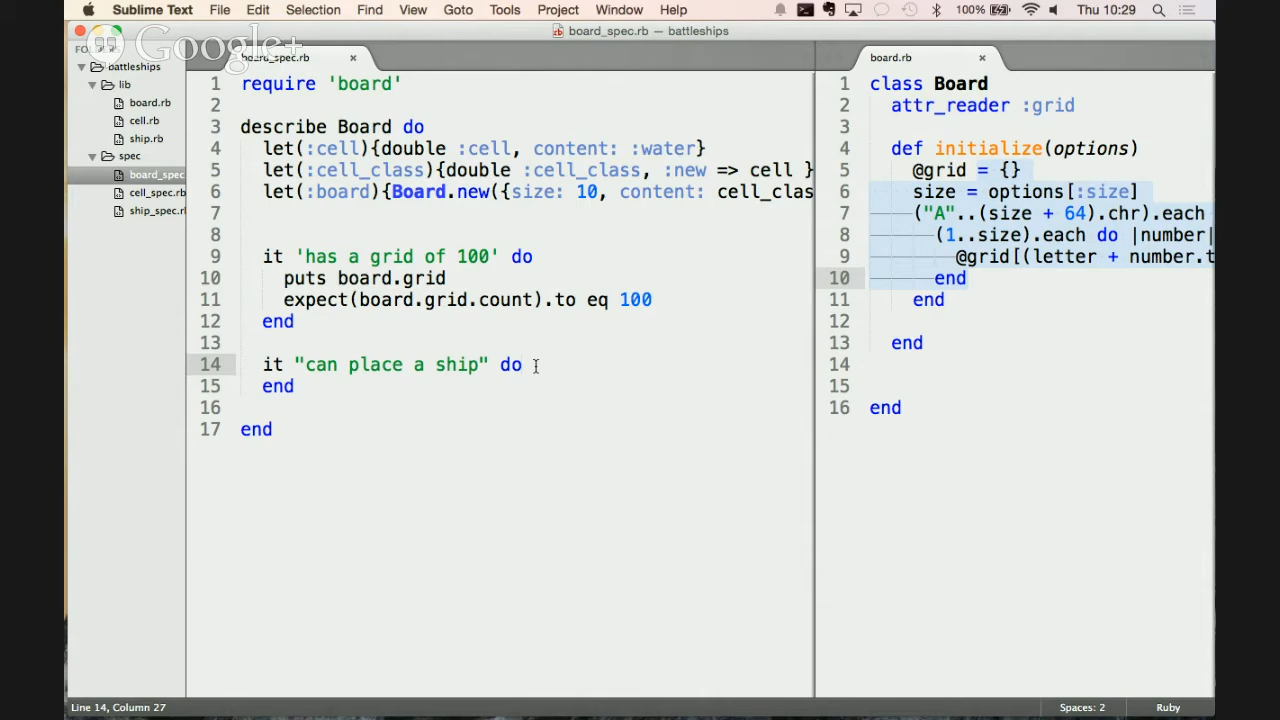 Sublime Text File Edit Selection Find View Goto Tools Project Window Help 100% Thu 10:29
board_spec.rb — battleships
Google+
board_spec.rb
board.rb
battleships
lib
board.rb
cell.rb
ship.rb
spec
board_spec
cell_spec.rb
ship_spec.r
1 require 'board'
2
3 describe Board do
4 let(:cell){double :cell, content: :water}
5 let(:cell_class){double :cell_class, :new => cell }
6 let(:board){Board.new({size: 10, content: cell_clas
7
8
9 it 'has a grid of 100' do
10 puts board.grid
11 expect(board.grid.count).to eq 100
12 end
13
14 it "can place a ship" do
15 end
16
17 end
1 class Board
2 attr_reader :grid
3
4 def initialize(options)
5 @grid = {}
6 size = options[:size]
7 ("A"..(size + 64).chr).each
8 (1..size).each do |number|
9 @grid[(letter + number.t
10 end
11 end
12
13 end
14
15
16 end
Line 14, Column 27
Spaces: 2
Ruby